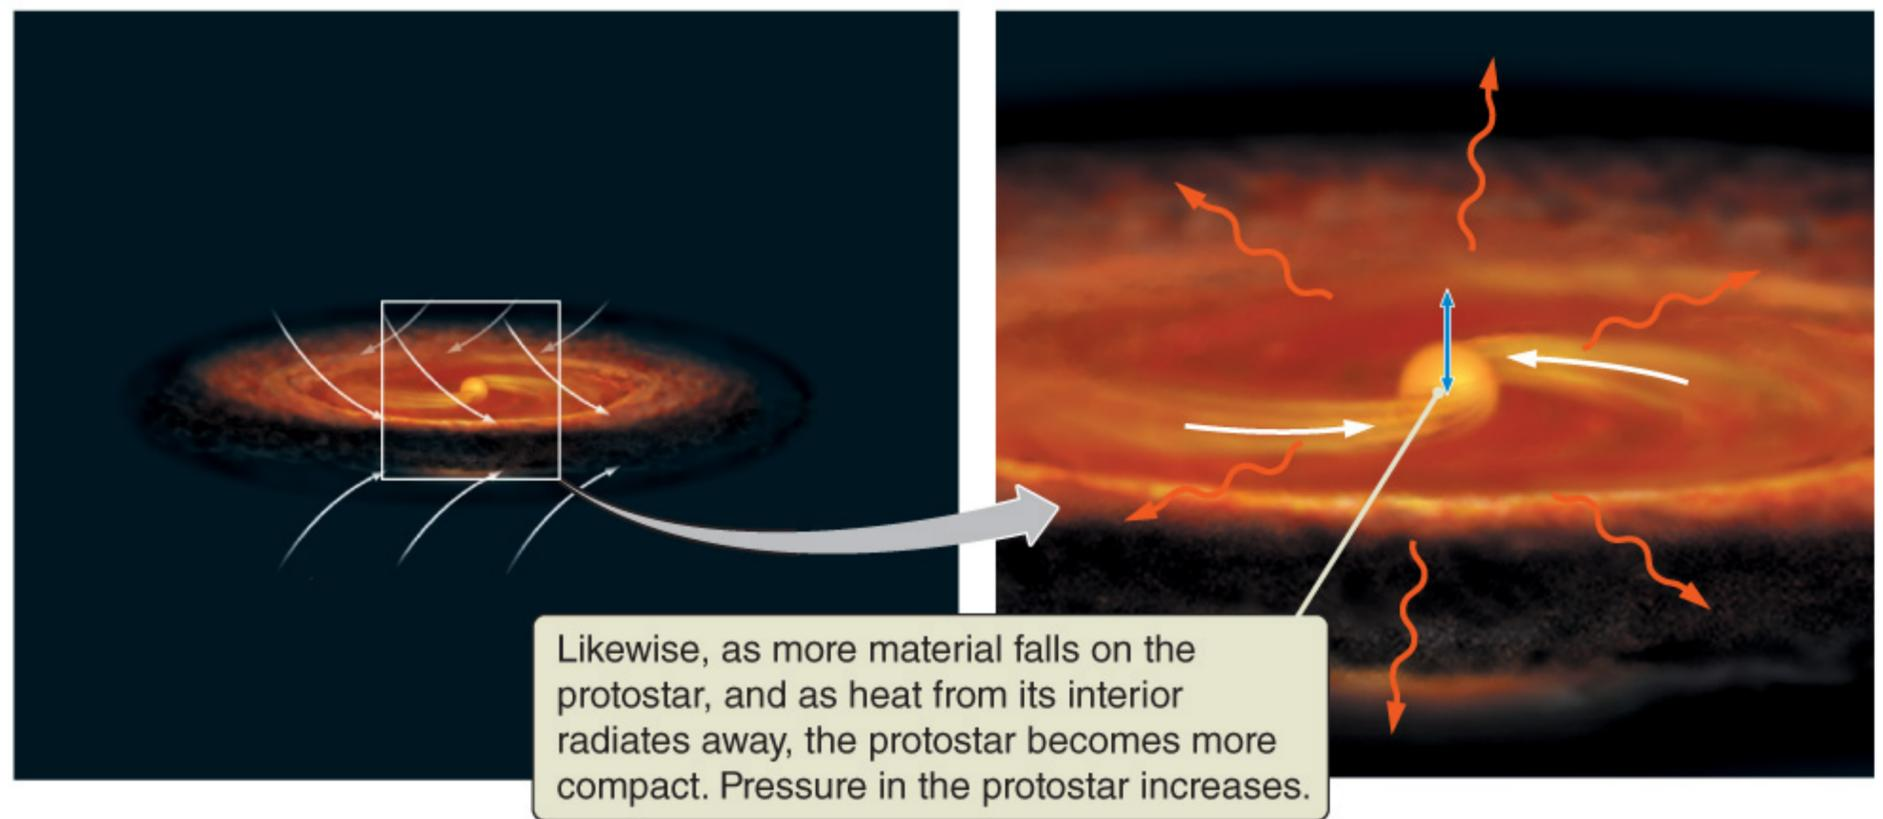 Likewise, as more material falls on the
protostar, and as heat from its interior
radiates away, the protostar becomes more
compact. Pressure in the protostar increases.